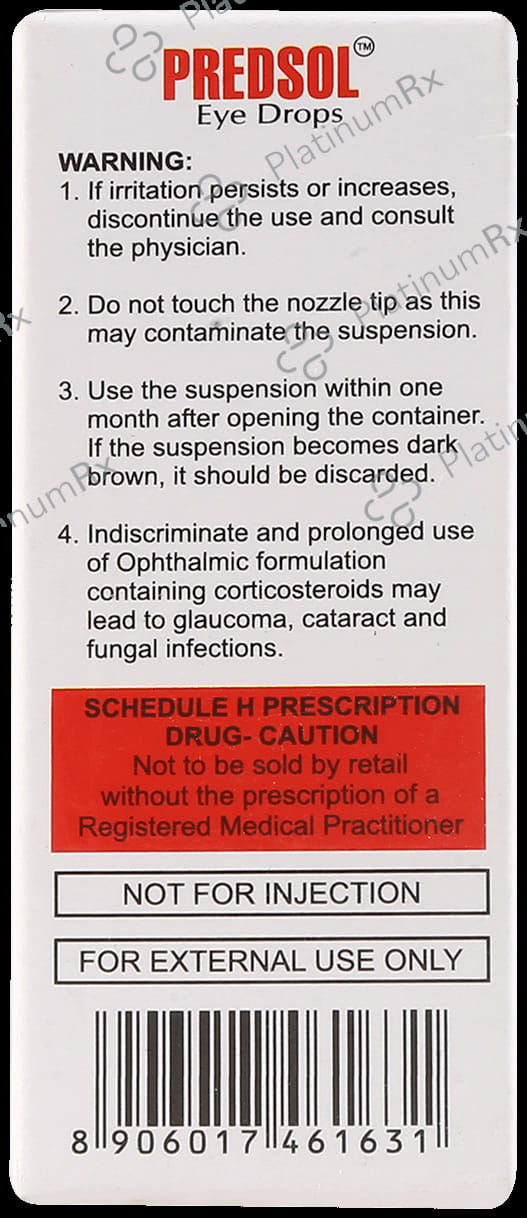 PREDSOL™
Eye Drops
WARNING:
1. If irritation persists or increases,
discontinue the use and consult
the physician.
2. Do not touch the nozzle tip as this
may contaminate the suspension.
3. Use the suspension within one
month after opening the container.
If the suspension becomes dark
brown, it should be discarded.
4. Indiscriminate and prolonged use
of Ophthalmic formulation
containing corticosteroids may
lead to glaucoma, cataract and
fungal infections.
SCHEDULE H PRESCRIPTION
DRUG- CAUTION
Not to be sold by retail
without the prescription of a
Registered Medical Practitioner
NOT FOR INJECTION
FOR EXTERNAL USE ONLY
8 906017 461631
PlatinumRx
PlatinumRx
PlatinumRx